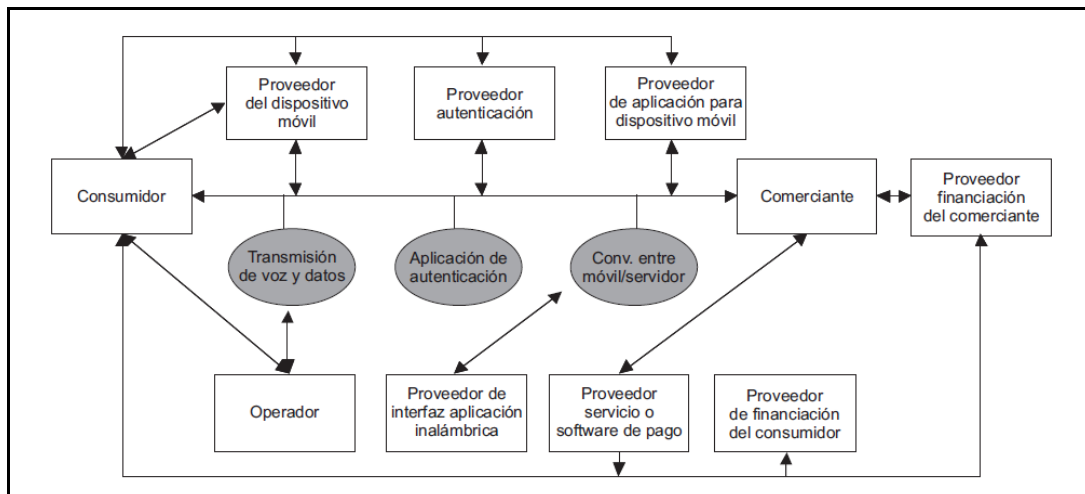 Proveedor
del dispositivo
móvil
Proveedor
autenticación
Proveedor
de aplicación para
dispositivo móvil
Consumidor
Comerciante
Proveedor
financiación
del comerciante
Transmisión
de voz y datos
Aplicación de
autenticación
Conv. entre
móvil/servidor
Operador
Proveedor de
interfaz aplicación
inalámbrica
Proveedor
servicio o
software de pago
Proveedor
de financiación
del consumidor